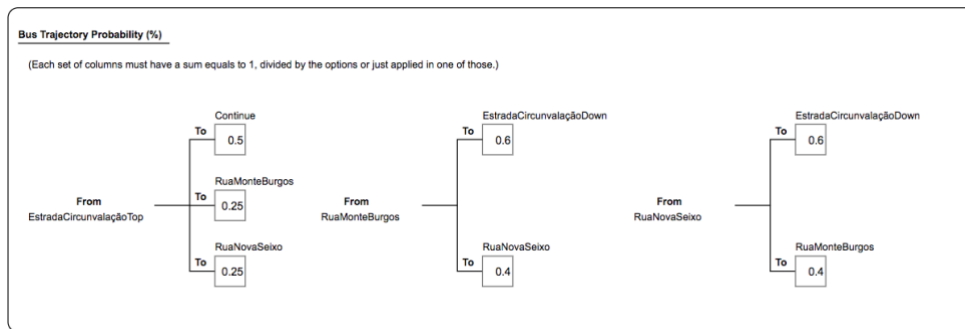 Bus Trajectory Probability (%)
(Each set of columns must have a sum equals to 1, divided by the options or just applied in one of those.)
From
EstradaCircunvalaçãoTop
To
Continue
0.5
To
RuaMonteBurgos
0.25
To
RuaNovaSeixo
0.25
From
RuaMonteBurgos
To
EstradaCircunvalaçãoDown
0.6
To
RuaNovaSeixo
0.4
From
RuaNovaSeixo
To
EstradaCircunvalaçãoDown
0.6
To
RuaMonteBurgos
0.4